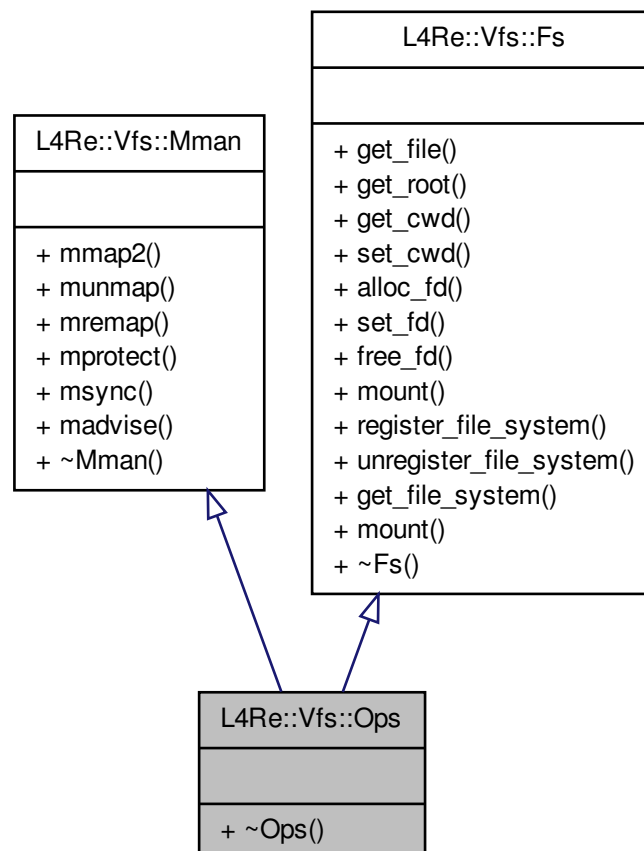 L4Re::Vfs::Fs
+ get_file()
+ get_root()
+ get_cwd()
+ set_cwd()
+ alloc_fd()
+ set_fd()
+ free_fd()
+ mount()
+ register_file_system()
+ unregister_file_system()
+ get_file_system()
+ mount()
+ ~Fs()
L4Re::Vfs::Mman
+ mmap2()
+ munmap()
+ mremap()
+ mprotect()
+ msync()
+ madvise()
+ ~Mman()
L4Re::Vfs::Ops
+ ~Ops()